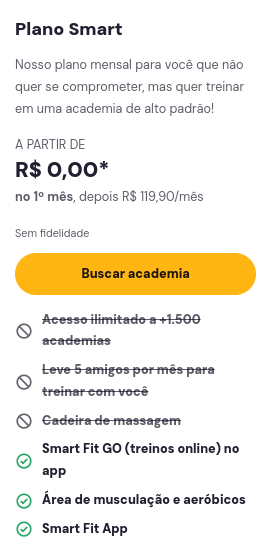 Plano Smart
Nosso plano mensal para você que não
quer se comprometer, mas quer treinar
em uma academia de alto padrão!
A PARTIR DE
R$ 0,00*
no 1º mês, depois R$ 119,90/mês
Sem fidelidade
Buscar academia
Acesso ilimitado a +1.500
academias
Leve 5 amigos por mês para
treinar com você
Cadeira de massagem
Smart Fit GO (treinos online) no
app
Área de musculação e aeróbicos
Smart Fit App